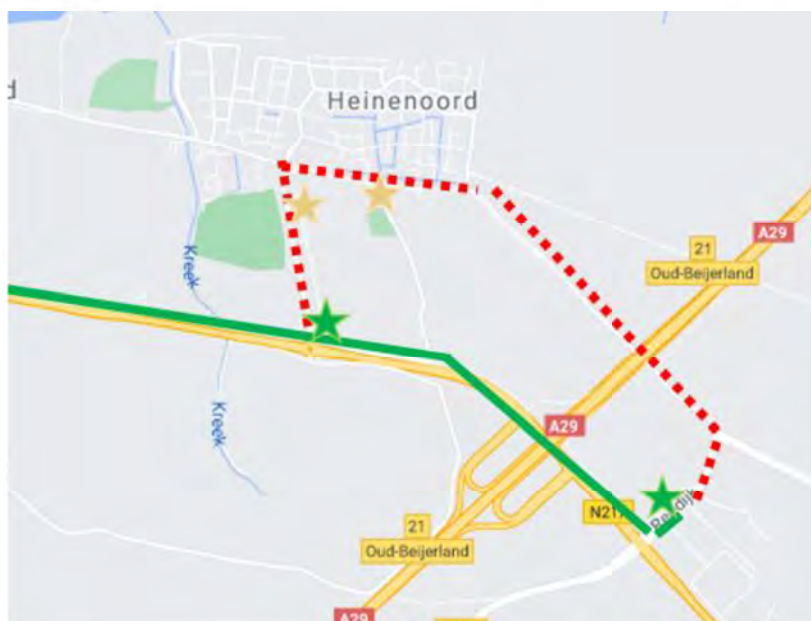 d
Heinenoord
A29
21
Oud-Beijerland
Kreek
Kreek
A29
N217
21
Oud-Beijerland
A29